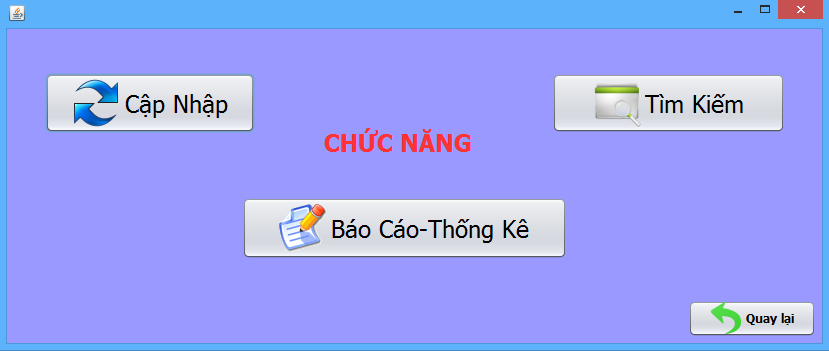 Cập Nhập
Tìm Kiếm
CHỨC NĂNG
Báo Cáo-Thống Kê
Quay lại